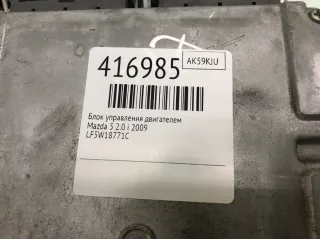 416985
AK59KJU
Блок управления двигателем
Mazda 5 2.0 i 2009
LF5W18771C